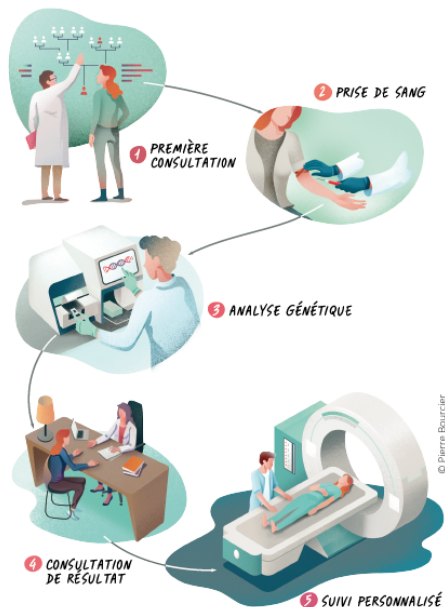 1 PREMIÈRE
CONSULTATION
2 PRISE DE SANG
3 ANALYSE GÉNÉTIQUE
4 CONSULTATION
DE RÉSULTAT
5 SUIVI PERSONNALISÉ
© Pierre Bourcier